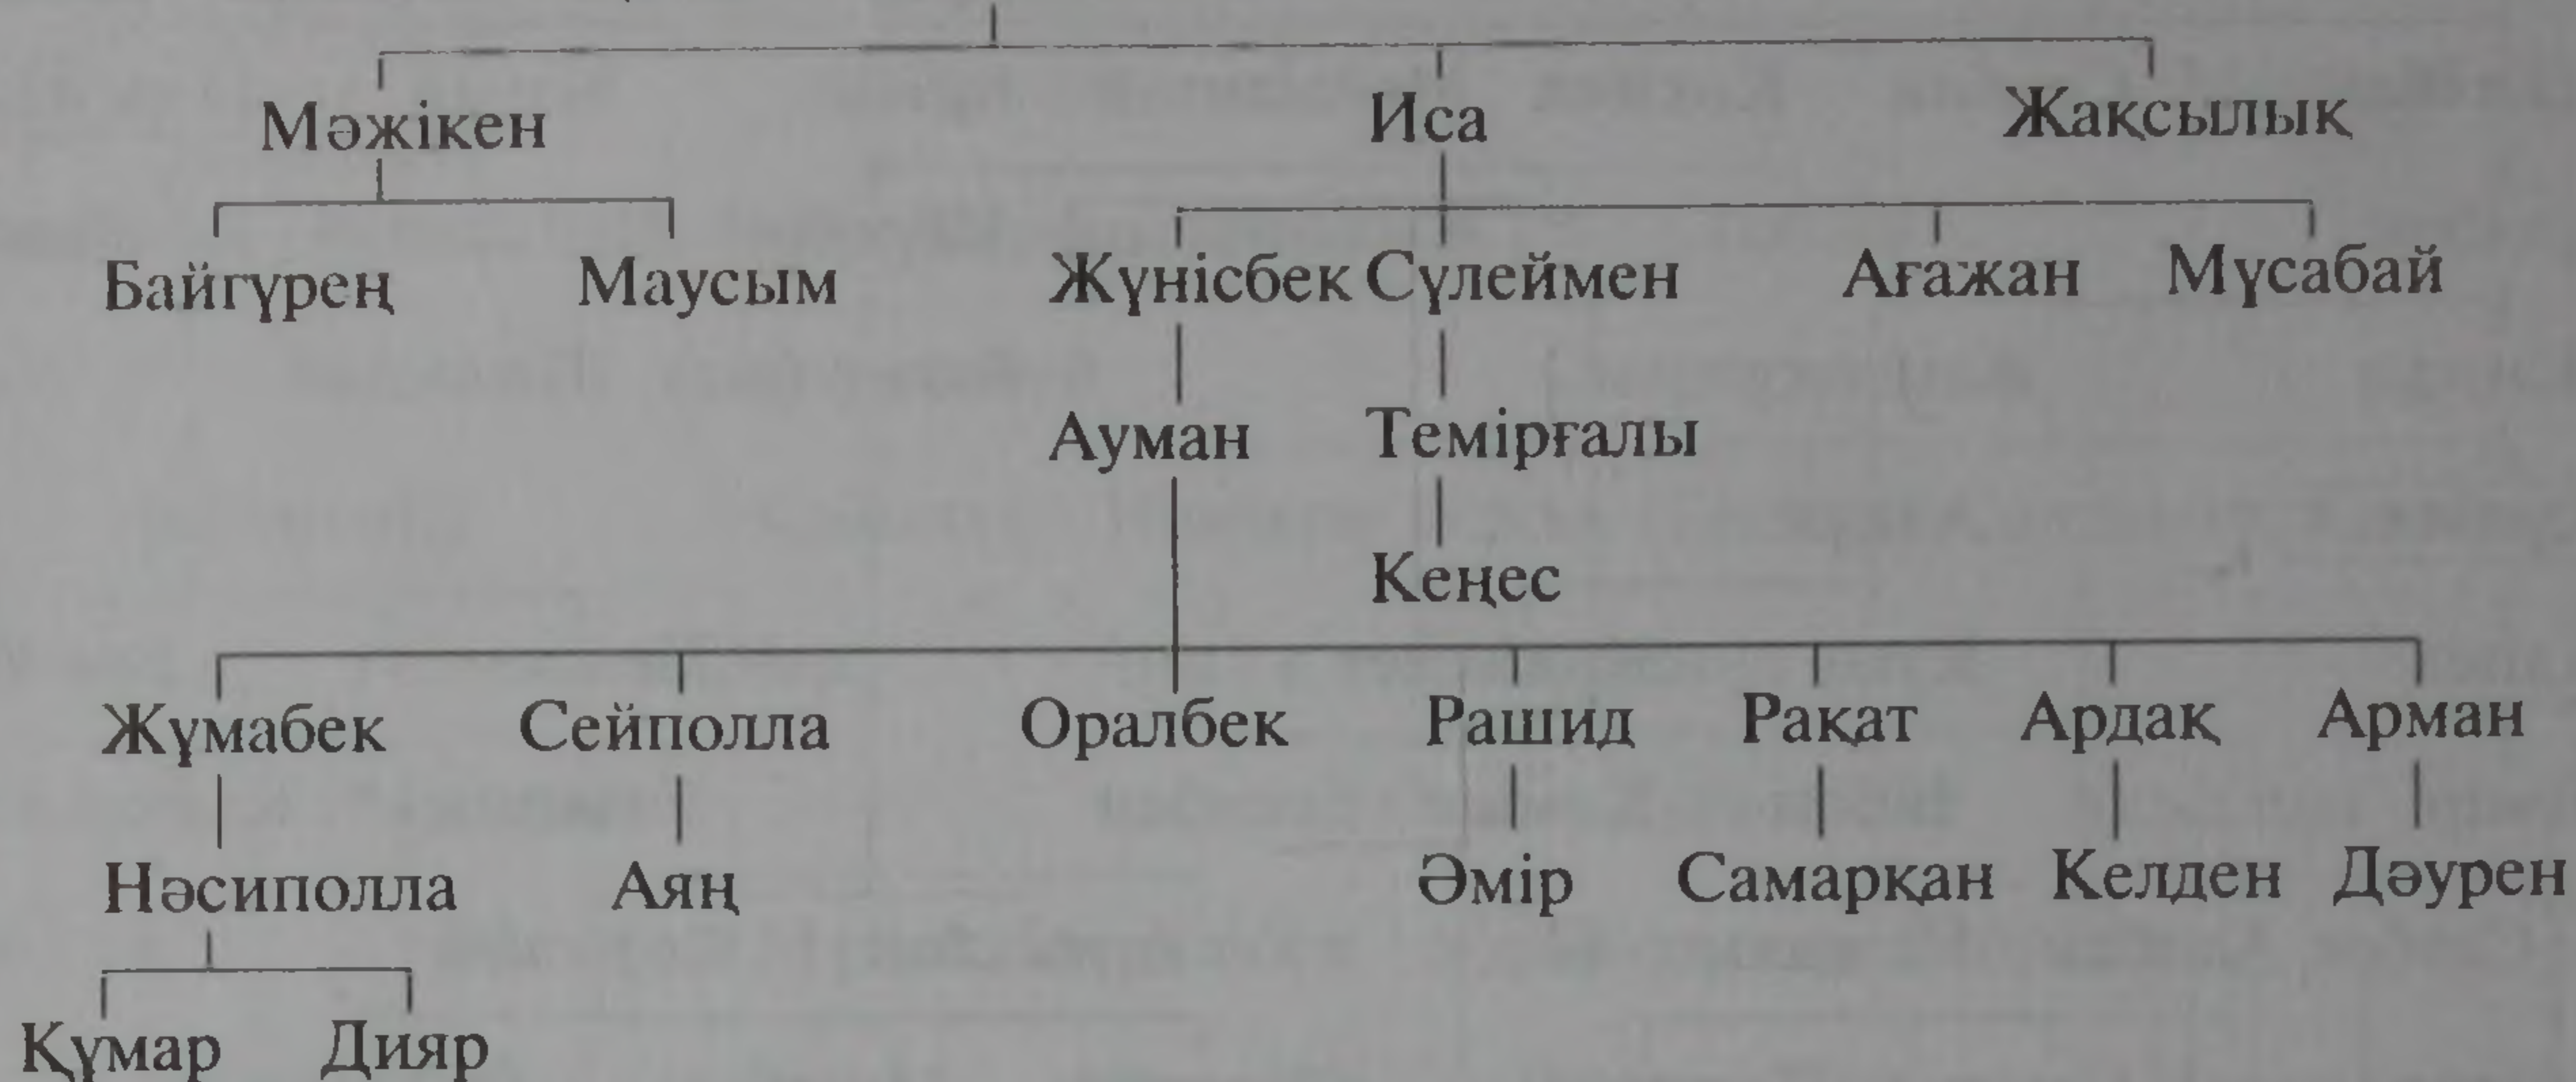 Мәжікен Иса Жақсылық
Байгүрең Маусым Жүнісбек Сүлеймен Ағажан Мүсабай
Ауман Темірғалы
Кеңес
Жұмабек Сейполла Оралбек Рашид Рақат Ардақ Арман
Нәсиполла Аяң Әмір Самарқан Келден Дәурен
Құмар Дияр